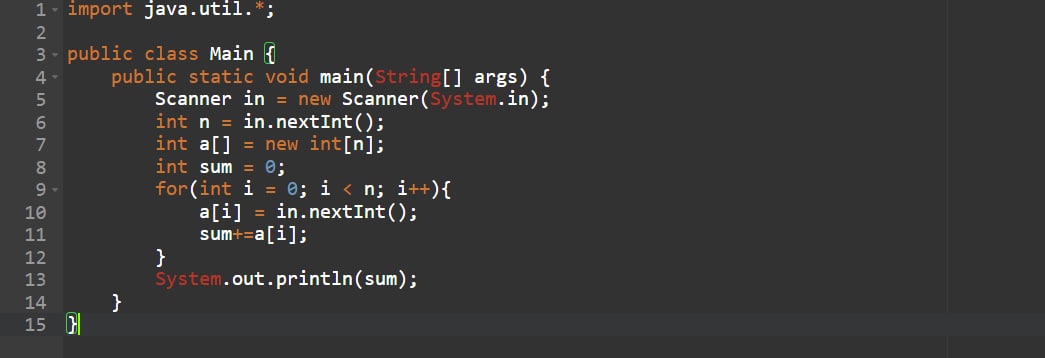 1 import java.util.*;
2
3 public class Main {
4     public static void main(String[] args) {
5         Scanner in = new Scanner(System.in);
6         int n = in.nextInt();
7         int a[] = new int[n];
8         int sum = 0;
9         for(int i = 0; i < n; i++){
10             a[i] = in.nextInt();
11             sum+=a[i];
12         }
13         System.out.println(sum);
14     }
15 }